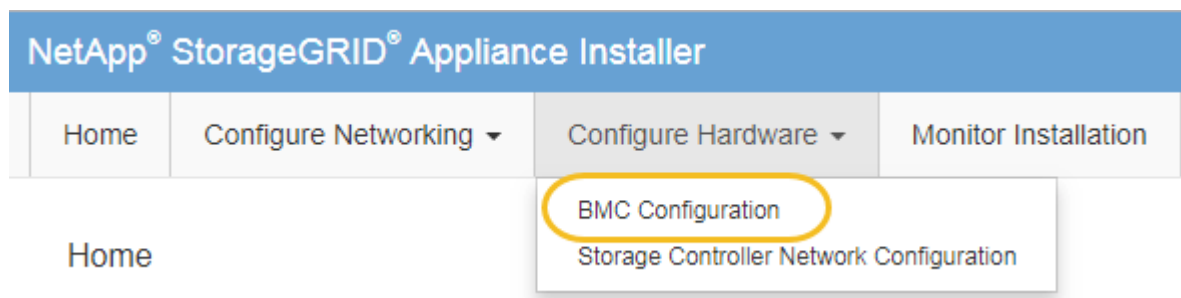 NetApp® StorageGRID® Appliance Installer
Home Configure Networking Configure Hardware Monitor Installation
BMC Configuration
Storage Controller Network Configuration
Home